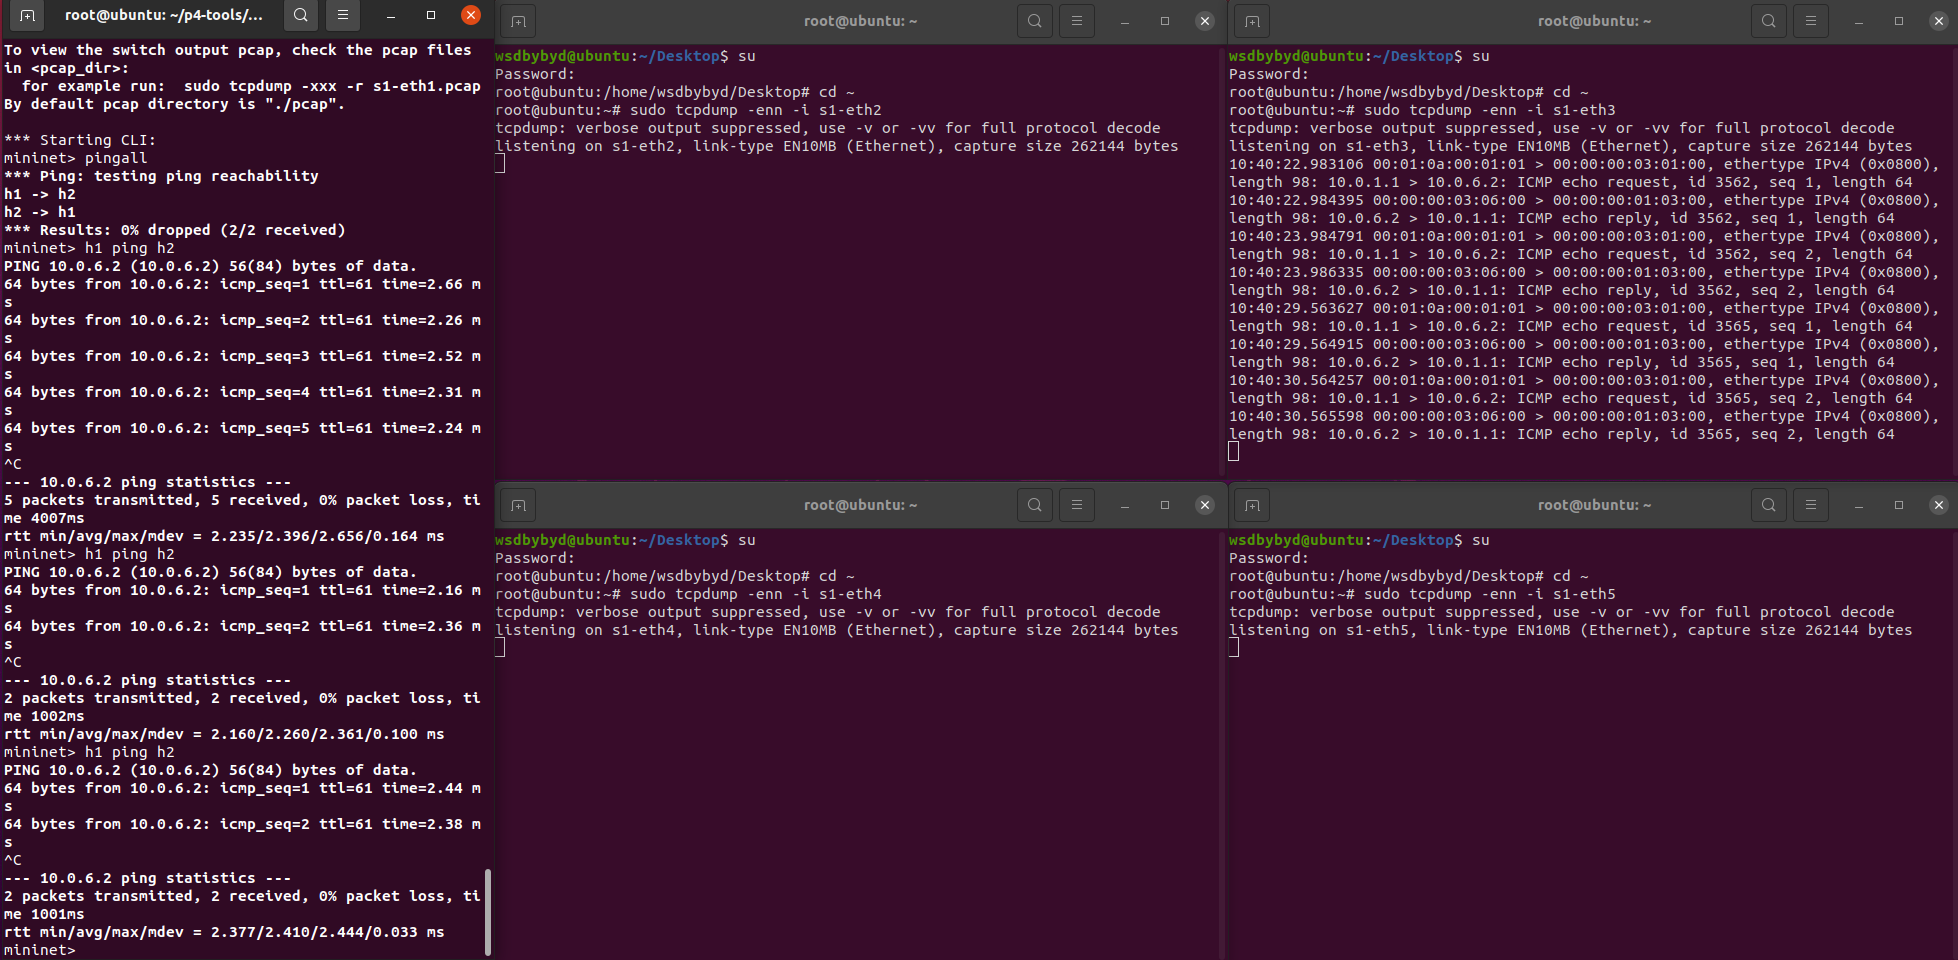 root@ubuntu: ~/p4-tools/...
To view the switch output pcap, check the pcap files
in <pcap_dir>:
  for example run:  sudo tcpdump -xxx -r s1-eth1.pcap
By default pcap directory is "./pcap".
*** Starting CLI:
mininet> pingall
*** Ping: testing ping reachability
h1 -> h2
h2 -> h1
*** Results: 0% dropped (2/2 received)
mininet> h1 ping h2
PING 10.0.6.2 (10.0.6.2) 56(84) bytes of data.
64 bytes from 10.0.6.2: icmp_seq=1 ttl=61 time=2.66 m
s
64 bytes from 10.0.6.2: icmp_seq=2 ttl=61 time=2.26 m
s
64 bytes from 10.0.6.2: icmp_seq=3 ttl=61 time=2.52 m
s
64 bytes from 10.0.6.2: icmp_seq=4 ttl=61 time=2.31 m
s
64 bytes from 10.0.6.2: icmp_seq=5 ttl=61 time=2.24 m
s
^C
--- 10.0.6.2 ping statistics ---
5 packets transmitted, 5 received, 0% packet loss, ti
me 4007ms
rtt min/avg/max/mdev = 2.235/2.396/2.656/0.164 ms
mininet> h1 ping h2
PING 10.0.6.2 (10.0.6.2) 56(84) bytes of data.
64 bytes from 10.0.6.2: icmp_seq=1 ttl=61 time=2.16 m
s
64 bytes from 10.0.6.2: icmp_seq=2 ttl=61 time=2.36 m
s
^C
--- 10.0.6.2 ping statistics ---
2 packets transmitted, 2 received, 0% packet loss, ti
me 1002ms
rtt min/avg/max/mdev = 2.160/2.260/2.361/0.100 ms
mininet> h1 ping h2
PING 10.0.6.2 (10.0.6.2) 56(84) bytes of data.
64 bytes from 10.0.6.2: icmp_seq=1 ttl=61 time=2.44 m
s
64 bytes from 10.0.6.2: icmp_seq=2 ttl=61 time=2.38 m
s
^C
--- 10.0.6.2 ping statistics ---
2 packets transmitted, 2 received, 0% packet loss, ti
me 1001ms
rtt min/avg/max/mdev = 2.377/2.410/2.444/0.033 ms
mininet>
root@ubuntu: ~
wsdbybyd@ubuntu:~/Desktop$ su
Password:
root@ubuntu:/home/wsdbybyd/Desktop# cd ~
root@ubuntu:~# sudo tcpdump -enn -i s1-eth2
tcpdump: verbose output suppressed, use -v or -vv for full protocol decode
listening on s1-eth2, link-type EN10MB (Ethernet), capture size 262144 bytes
root@ubuntu: ~
wsdbybyd@ubuntu:~/Desktop$ su
Password:
root@ubuntu:/home/wsdbybyd/Desktop# cd ~
root@ubuntu:~# sudo tcpdump -enn -i s1-eth3
tcpdump: verbose output suppressed, use -v or -vv for full protocol decode
listening on s1-eth3, link-type EN10MB (Ethernet), capture size 262144 bytes
10:40:22.983106 00:01:0a:00:01:01 > 00:00:00:03:01:00, ethertype IPv4 (0x0800),
length 98: 10.0.1.1 > 10.0.6.2: ICMP echo request, id 3562, seq 1, length 64
10:40:22.984395 00:00:00:03:06:00 > 00:00:00:01:03:00, ethertype IPv4 (0x0800),
length 98: 10.0.6.2 > 10.0.1.1: ICMP echo reply, id 3562, seq 1, length 64
10:40:23.984791 00:01:0a:00:01:01 > 00:00:00:03:01:00, ethertype IPv4 (0x0800),
length 98: 10.0.1.1 > 10.0.6.2: ICMP echo request, id 3562, seq 2, length 64
10:40:23.986335 00:00:00:03:06:00 > 00:00:00:01:03:00, ethertype IPv4 (0x0800),
length 98: 10.0.6.2 > 10.0.1.1: ICMP echo reply, id 3562, seq 2, length 64
10:40:29.563627 00:01:0a:00:01:01 > 00:00:00:03:01:00, ethertype IPv4 (0x0800),
length 98: 10.0.1.1 > 10.0.6.2: ICMP echo request, id 3565, seq 1, length 64
10:40:29.564915 00:00:00:03:06:00 > 00:00:00:01:03:00, ethertype IPv4 (0x0800),
length 98: 10.0.6.2 > 10.0.1.1: ICMP echo reply, id 3565, seq 1, length 64
10:40:30.564257 00:01:0a:00:01:01 > 00:00:00:03:01:00, ethertype IPv4 (0x0800),
length 98: 10.0.1.1 > 10.0.6.2: ICMP echo request, id 3565, seq 2, length 64
10:40:30.565598 00:00:00:03:06:00 > 00:00:00:01:03:00, ethertype IPv4 (0x0800),
length 98: 10.0.6.2 > 10.0.1.1: ICMP echo reply, id 3565, seq 2, length 64
root@ubuntu: ~
wsdbybyd@ubuntu:~/Desktop$ su
Password:
root@ubuntu:/home/wsdbybyd/Desktop# cd ~
root@ubuntu:~# sudo tcpdump -enn -i s1-eth4
tcpdump: verbose output suppressed, use -v or -vv for full protocol decode
listening on s1-eth4, link-type EN10MB (Ethernet), capture size 262144 bytes
root@ubuntu: ~
wsdbybyd@ubuntu:~/Desktop$ su
Password:
root@ubuntu:/home/wsdbybyd/Desktop# cd ~
root@ubuntu:~# sudo tcpdump -enn -i s1-eth5
tcpdump: verbose output suppressed, use -v or -vv for full protocol decode
listening on s1-eth5, link-type EN10MB (Ethernet), capture size 262144 bytes